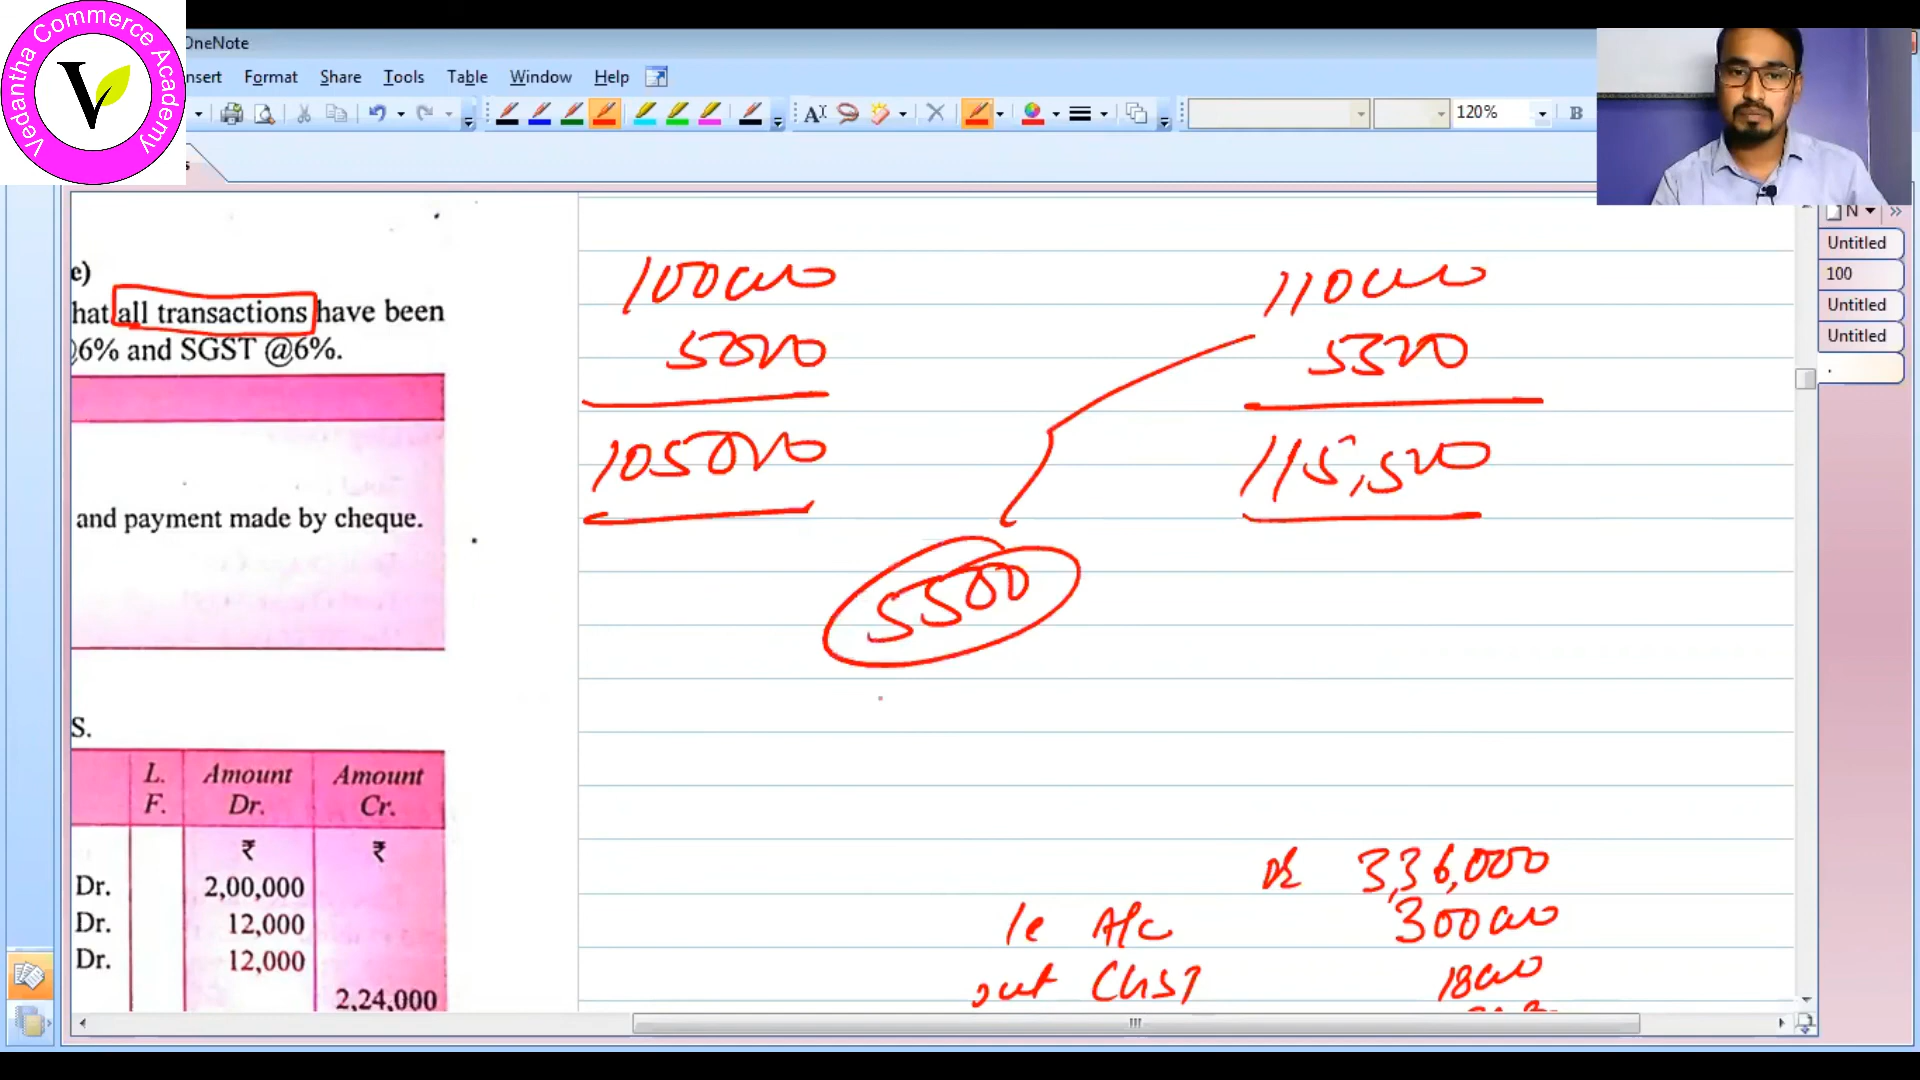 Vedantha Commerce Academy
V
OneNote
nsert Format Share Tools Table Window Help
120% B
s
N
Untitled
100
Untitled
Untitled
.
e)
hat all transactions have been
@6% and SGST @6%.
and payment made by cheque.
S.
L. F. Amount Dr. Amount Cr.
₹ ₹
Dr. 2,00,000
Dr. 12,000
Dr. 12,000
2,24,000
100000
5000
105000
110000
5500
115,500
5500
Dr 3,36,000
A/c 300000
out CGST 18000